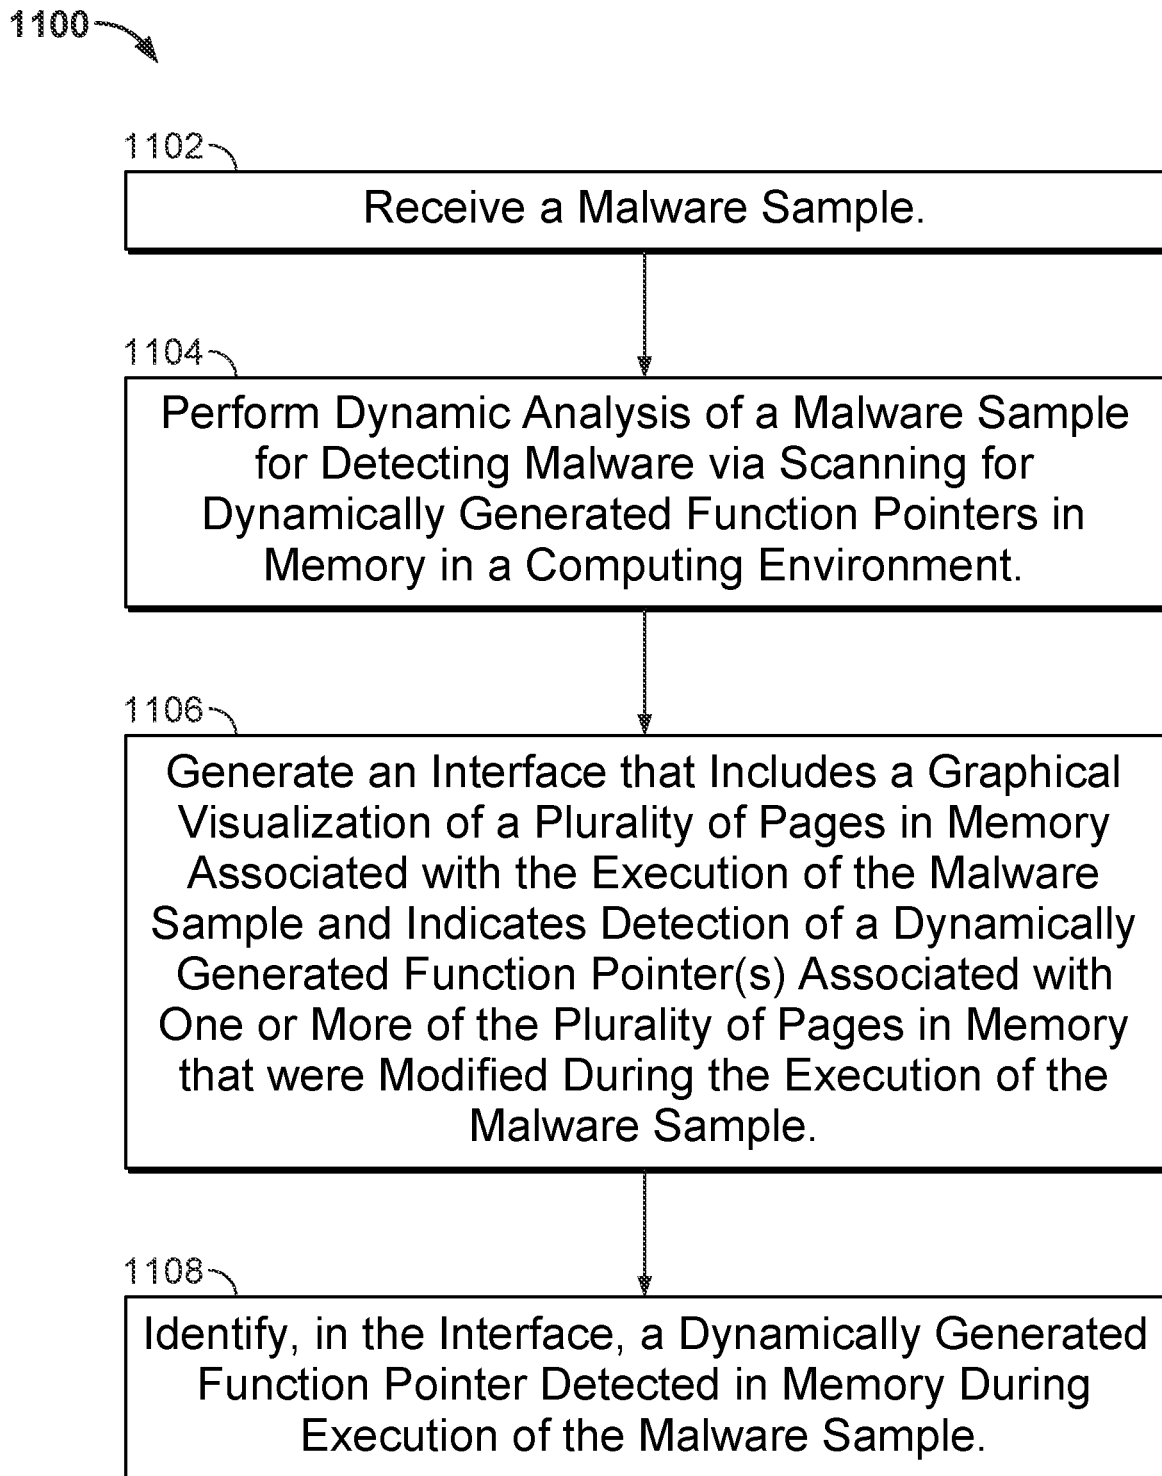 1100
1102
Receive a Malware Sample.
1104
Perform Dynamic Analysis of a Malware Sample
for Detecting Malware via Scanning for
Dynamically Generated Function Pointers in
Memory in a Computing Environment.
1106
Generate an Interface that Includes a Graphical
Visualization of a Plurality of Pages in Memory
Associated with the Execution of the Malware
Sample and Indicates Detection of a Dynamically
Generated Function Pointer(s) Associated with
One or More of the Plurality of Pages in Memory
that were Modified During the Execution of the
Malware Sample.
1108
Identify, in the Interface, a Dynamically Generated
Function Pointer Detected in Memory During
Execution of the Malware Sample.